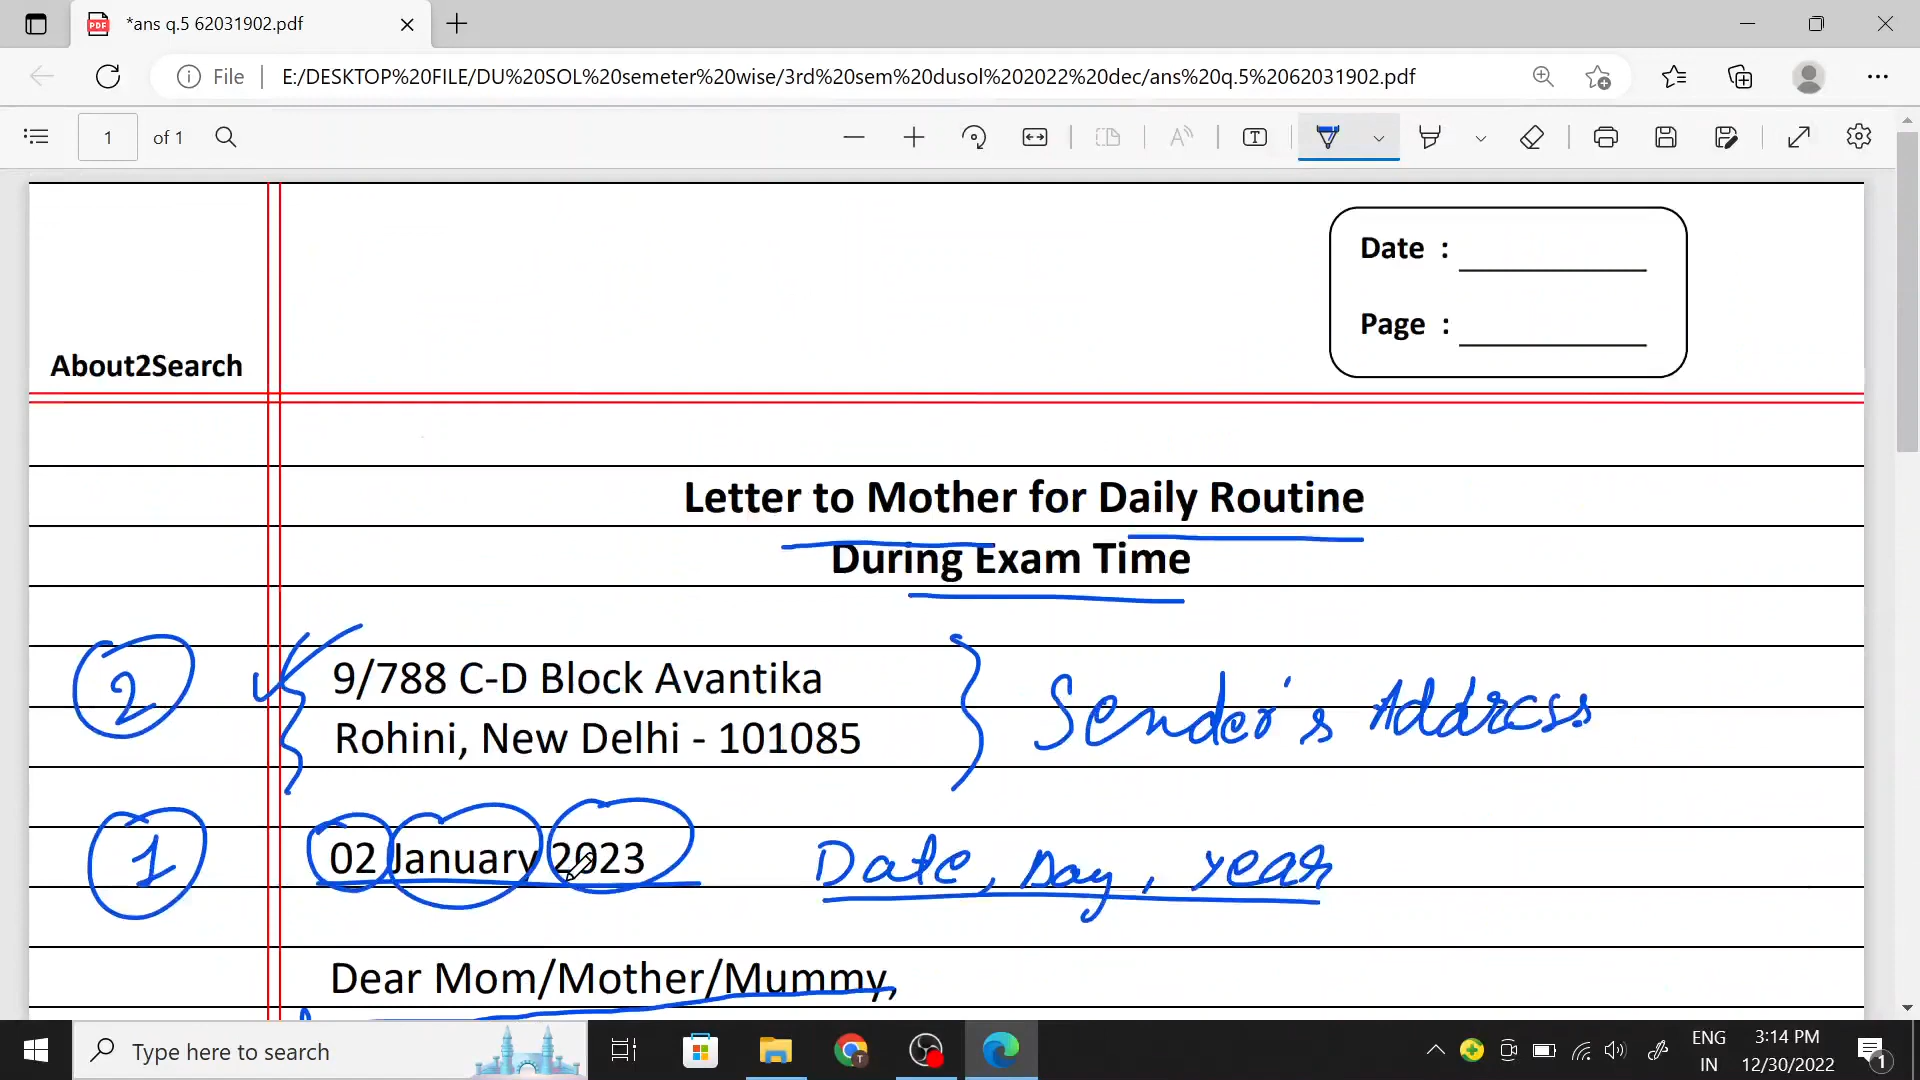 *ans q.5 62031902.pdf
File
E:/DESKTOP%20FILE/DU%20SOL%20semeter%20wise/3rd%20sem%20dusol%202022%20dec/ans%20q.5%2062031902.pdf
1 of 1
Date :
Page :
About2Search
Letter to Mother for Daily Routine
During Exam Time
2
9/788 C-D Block Avantika
Rohini, New Delhi - 101085
Sender's Address
1
02 January 2023
Date, Day, Year
Dear Mom/Mother/Mummy,
Type here to search
ENG
IN
3:14 PM
12/30/2022
1